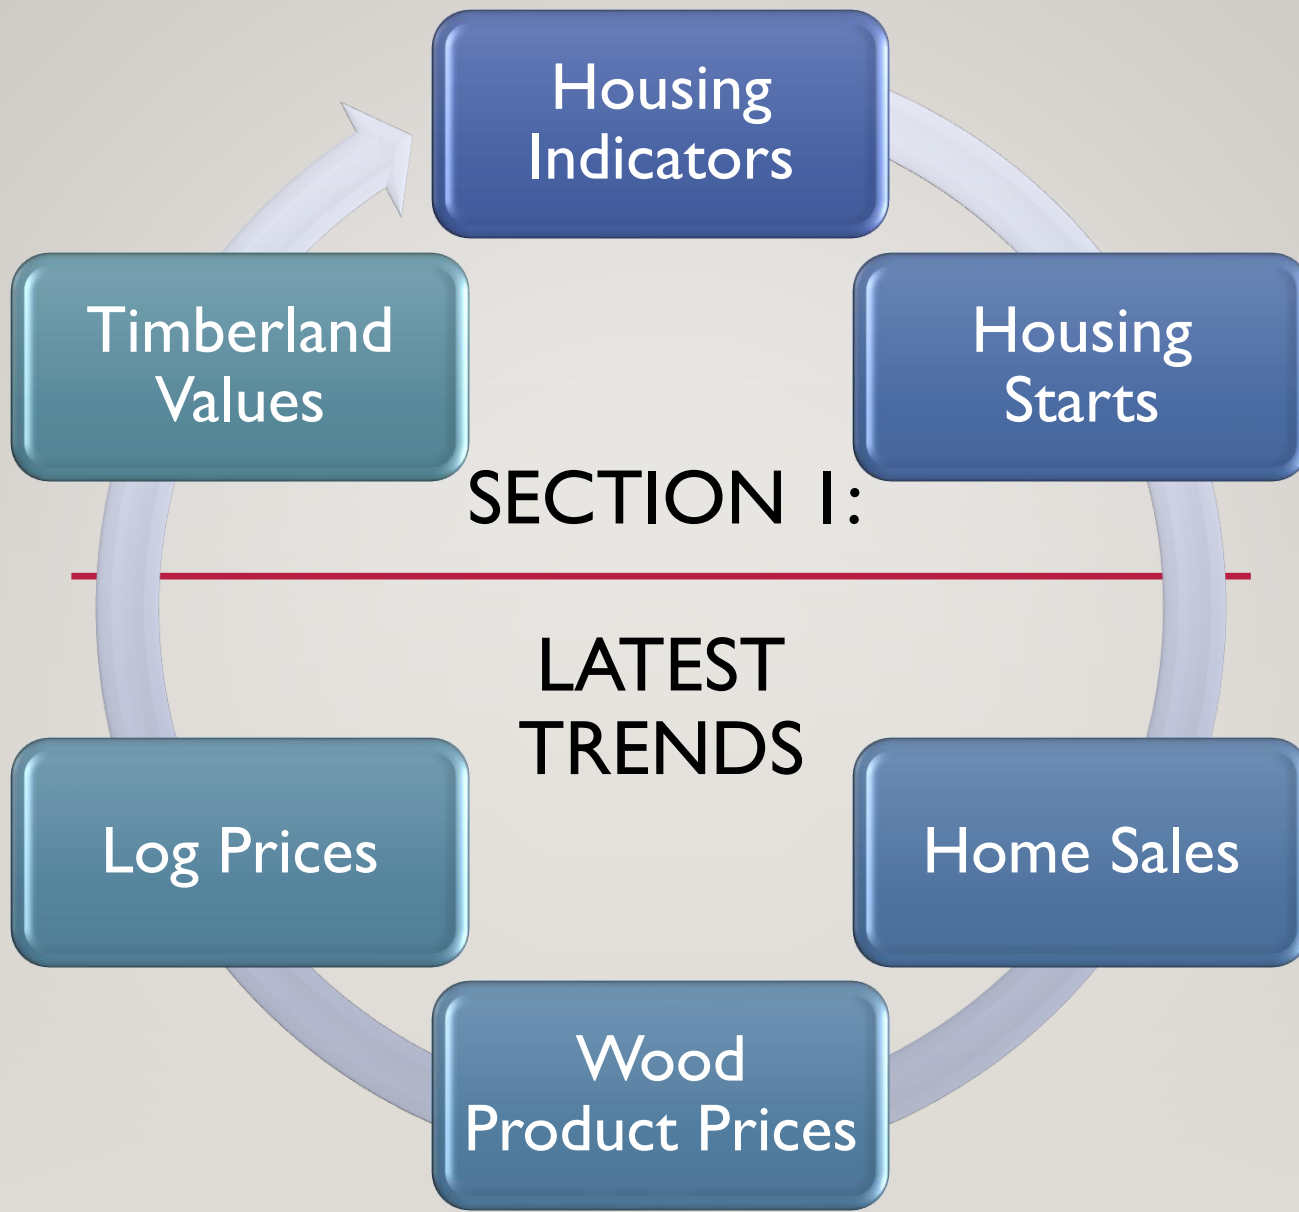 Housing
Indicators
Housing
Starts
Home Sales
Wood
Product Prices
Log Prices
Timberland
Values
SECTION 1:
LATEST
TRENDS